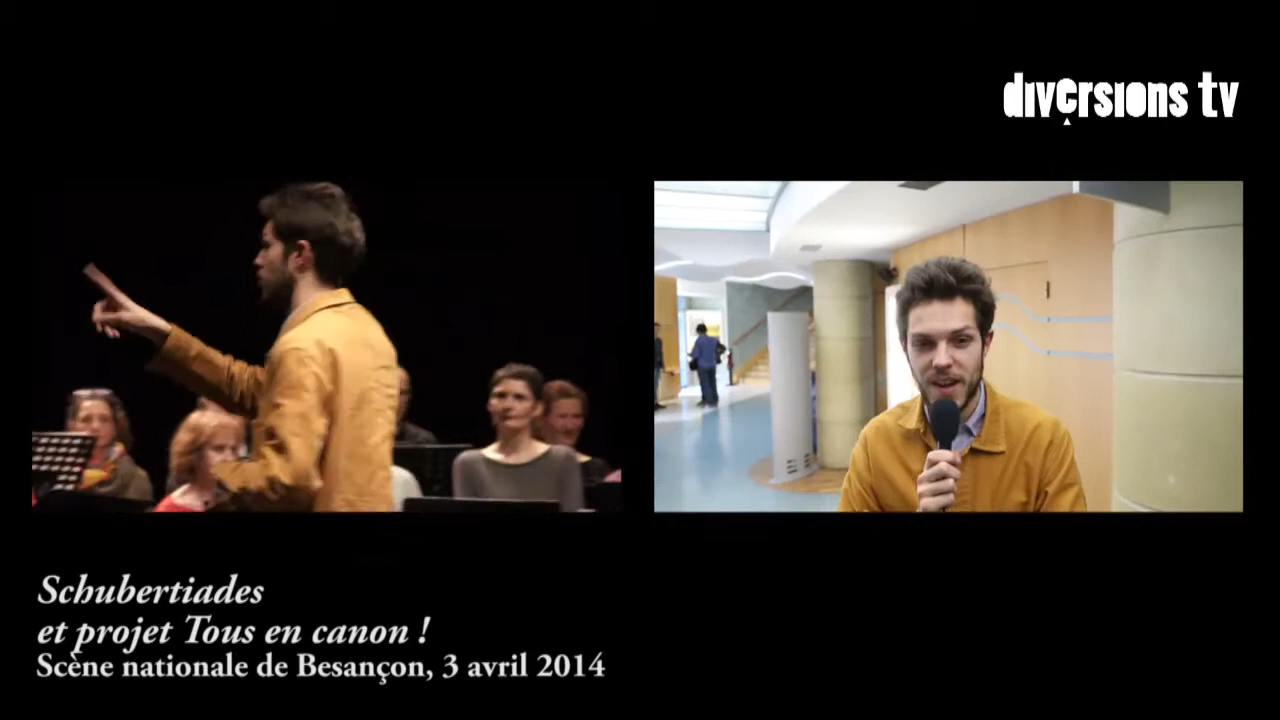 diversions tv
Schubertiades
et projet Tous en canon !
Scène nationale de Besançon, 3 avril 2014